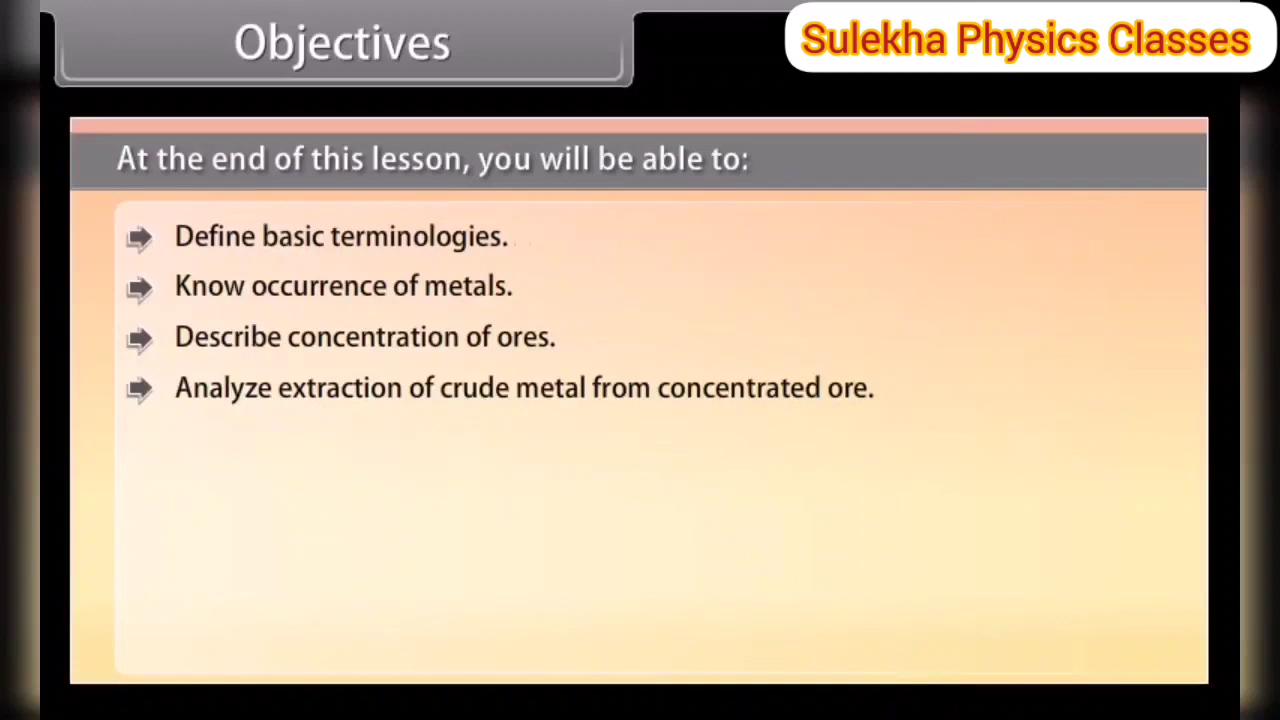 Objectives
Sulekha Physics Classes
At the end of this lesson, you will be able to:
Define basic terminologies.
Know occurrence of metals.
Describe concentration of ores.
Analyze extraction of crude metal from concentrated ore.